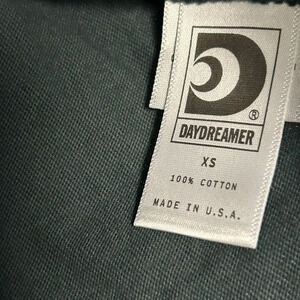 ®
DAYDREAMER
XS
100% COTTON
MADE IN U.S.A.